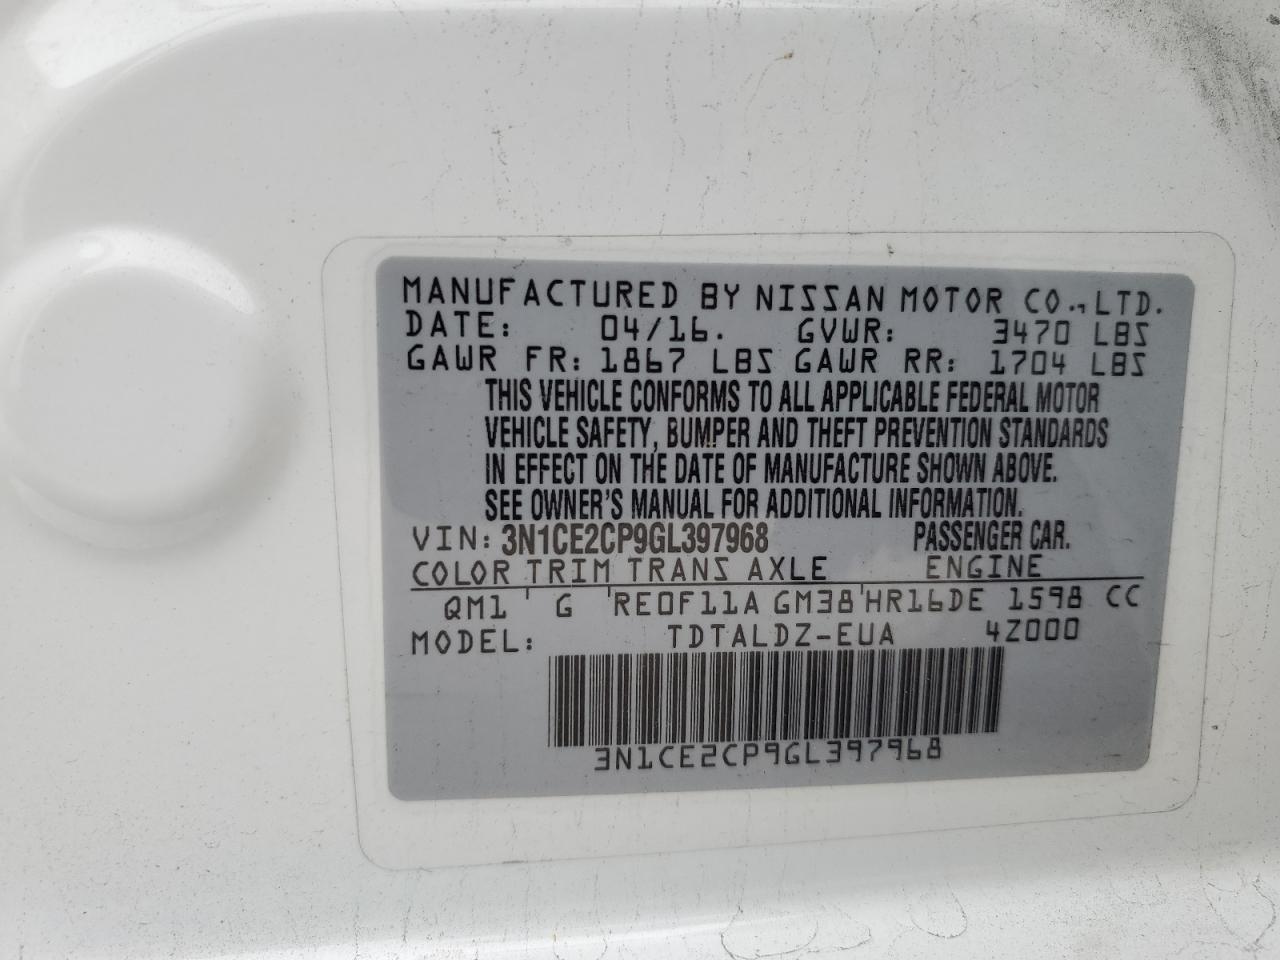 MANUFACTURED BY NISSAN MOTOR CO., LTD.
DATE: 04/16. GVWR: 3470 LBS
GAWR FR: 1867 LBS GAWR RR: 1704 LBS
THIS VEHICLE CONFORMS TO ALL APPLICABLE FEDERAL MOTOR
VEHICLE SAFETY, BUMPER AND THEFT PREVENTION STANDARDS
IN EFFECT ON THE DATE OF MANUFACTURE SHOWN ABOVE.
SEE OWNER'S MANUAL FOR ADDITIONAL INFORMATION.
VIN: 3N1CE2CP9GL397968 PASSENGER CAR.
COLOR TRIM TRANS AXLE ENGINE
QM1 ' G 'RE0F11A GM38'HR16DE 1598 CC
MODEL: TDTALDZ-EUA 4Z000
3N1CE2CP9GL397968